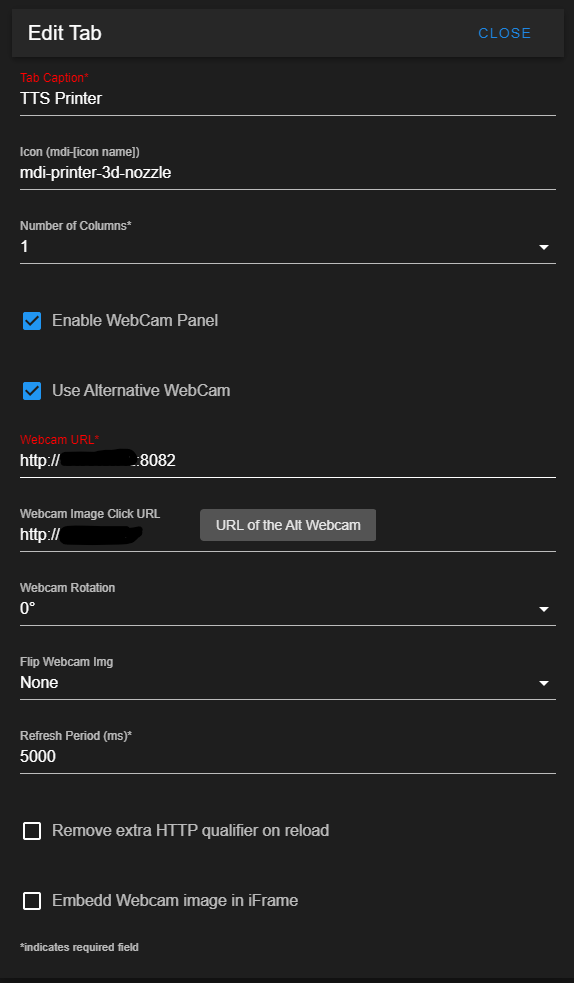 Edit Tab CLOSE
Tab Caption*
TTS Printer
Icon (mdi-[icon name])
mdi-printer-3d-nozzle
Number of Columns*
1
Enable WebCam Panel
Use Alternative WebCam
Webcam URL*
http:// :8082
Webcam Image Click URL
http://
URL of the Alt Webcam
Webcam Rotation
0°
Flip Webcam Img
None
Refresh Period (ms)*
5000
Remove extra HTTP qualifier on reload
Embedd Webcam image in iFrame
*indicates required field